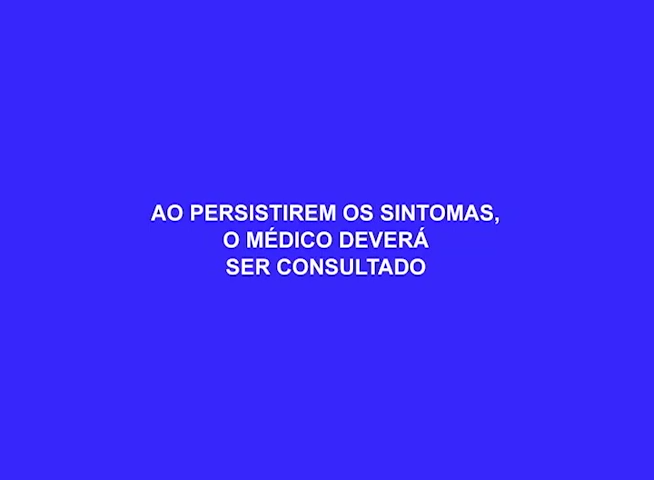 AO PERSISTIREM OS SINTOMAS,
O MÉDICO DEVERÁ
SER CONSULTADO